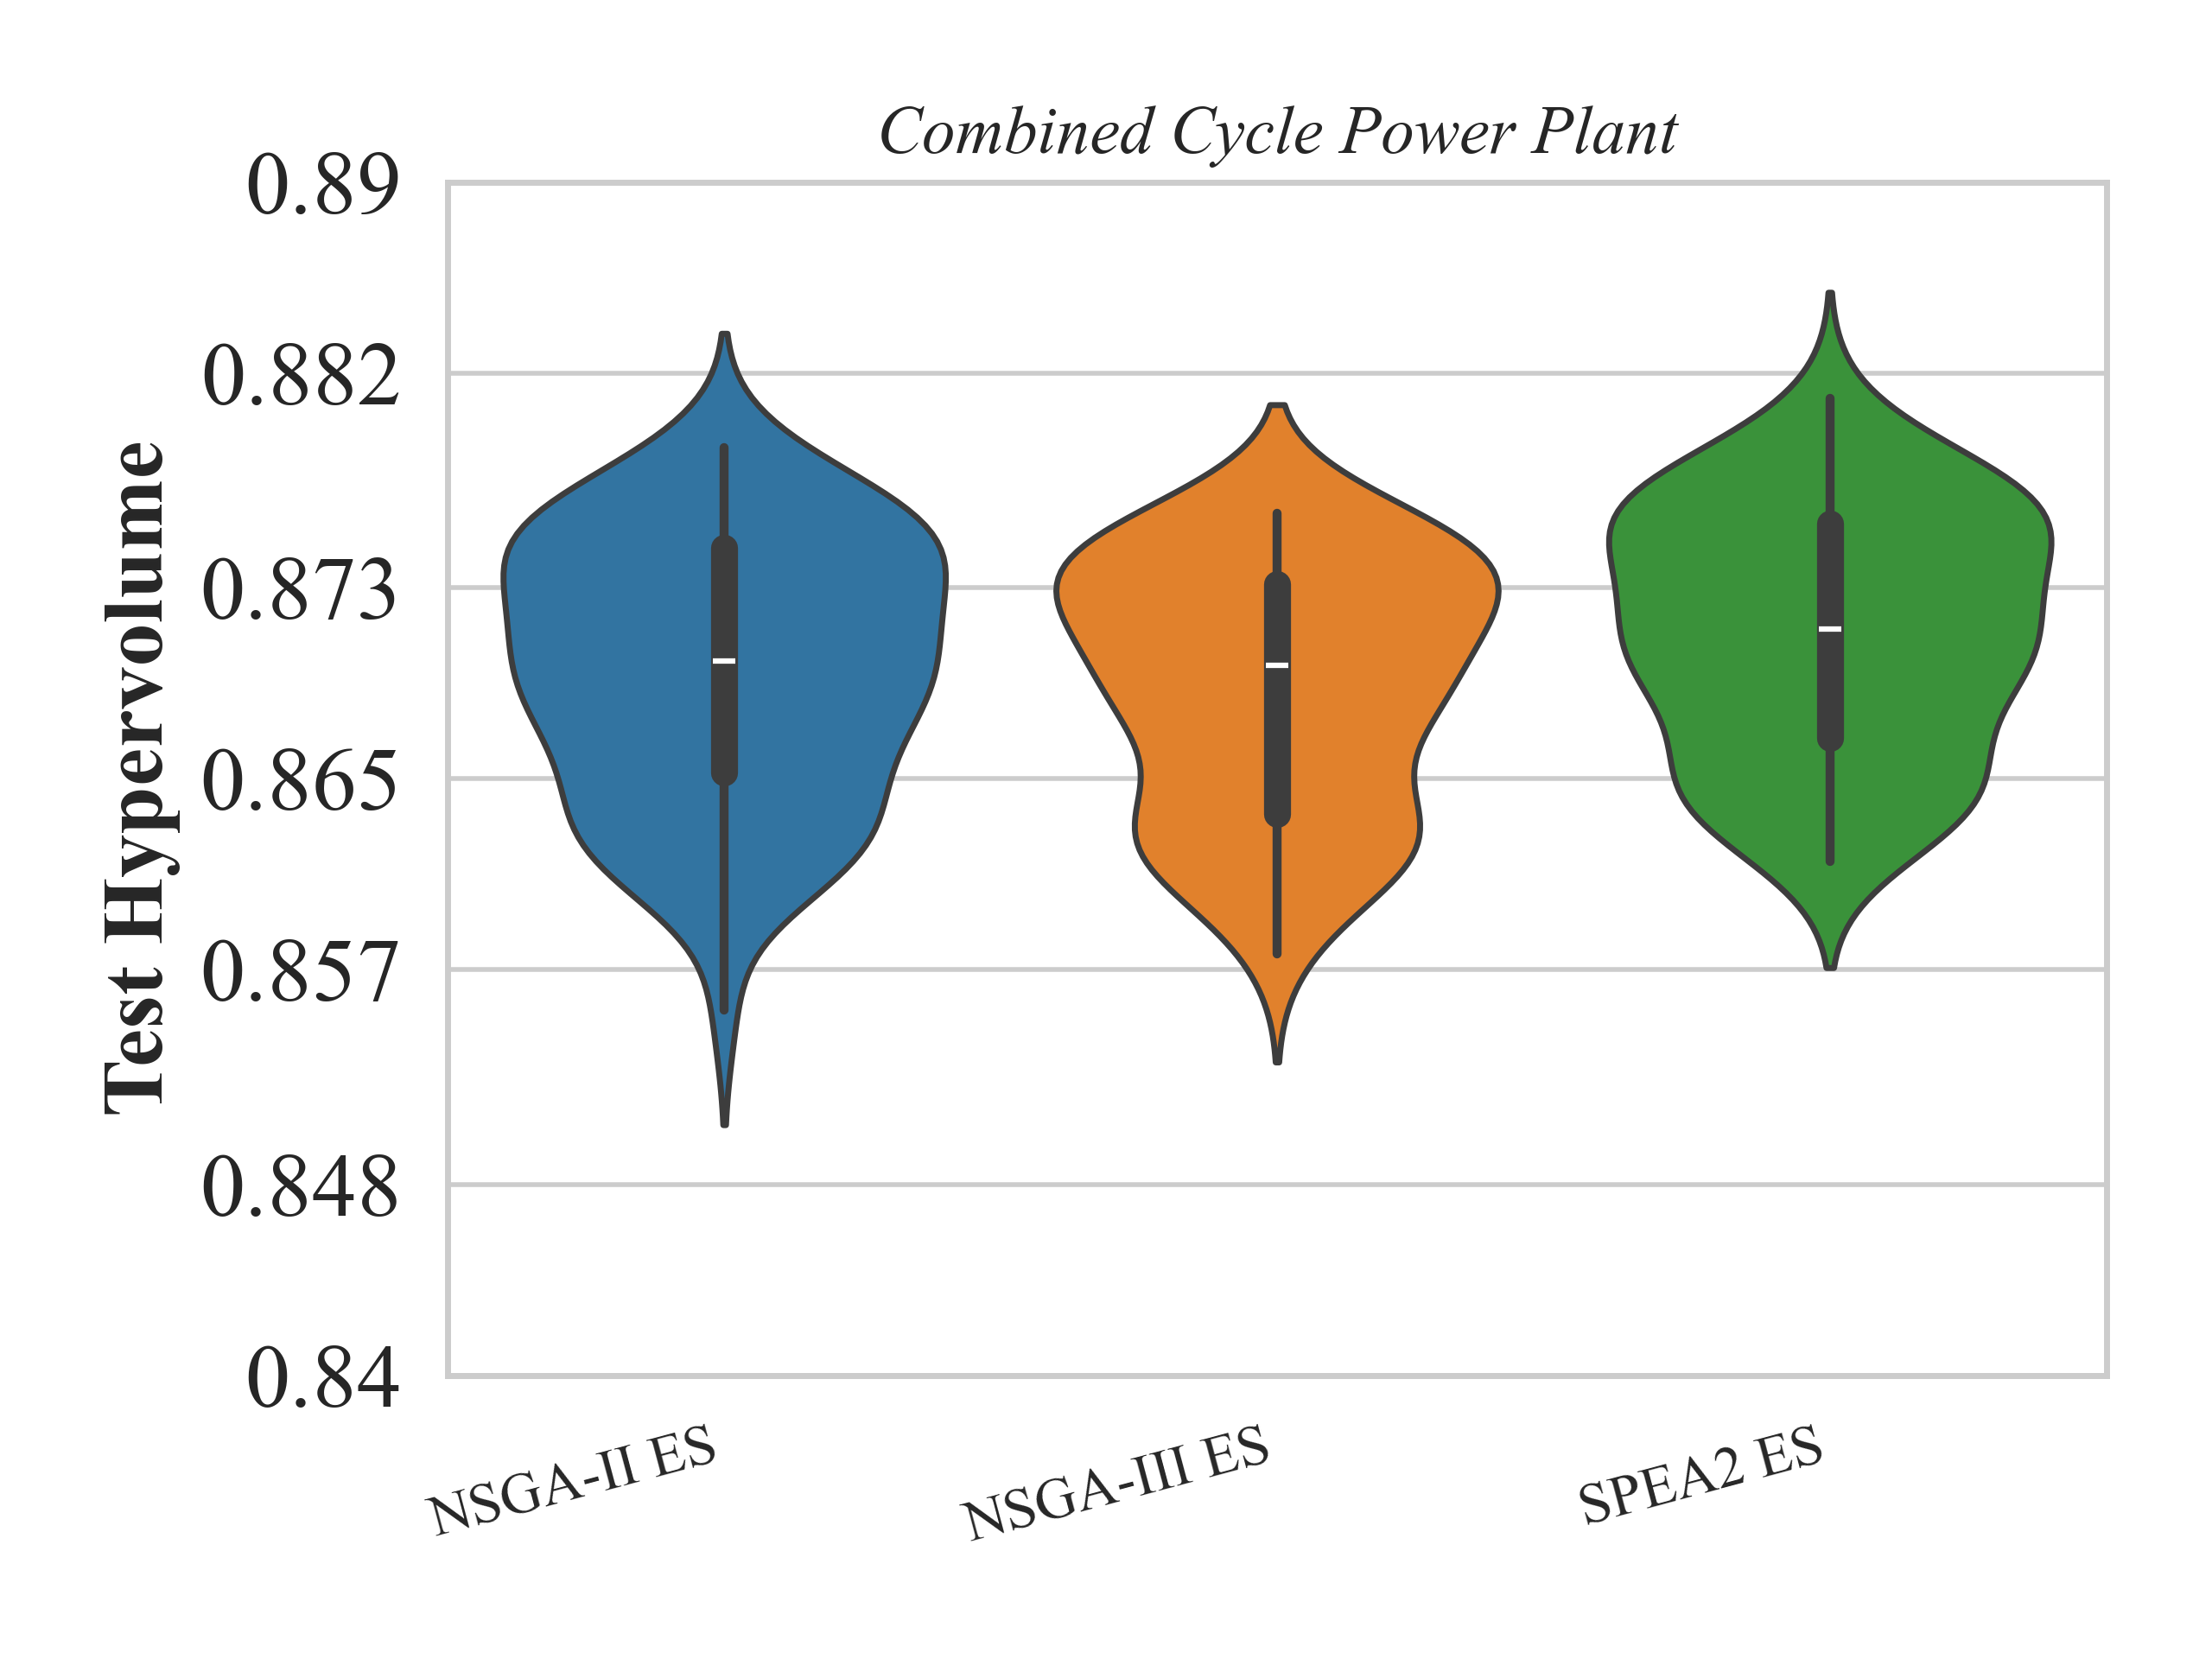 Combined Cycle Power Plant
Test Hypervolume
0.89
0.882
0.873
0.865
0.857
0.848
0.84
NSGA-II ES
NSGA-III ES
SPEA2 ES